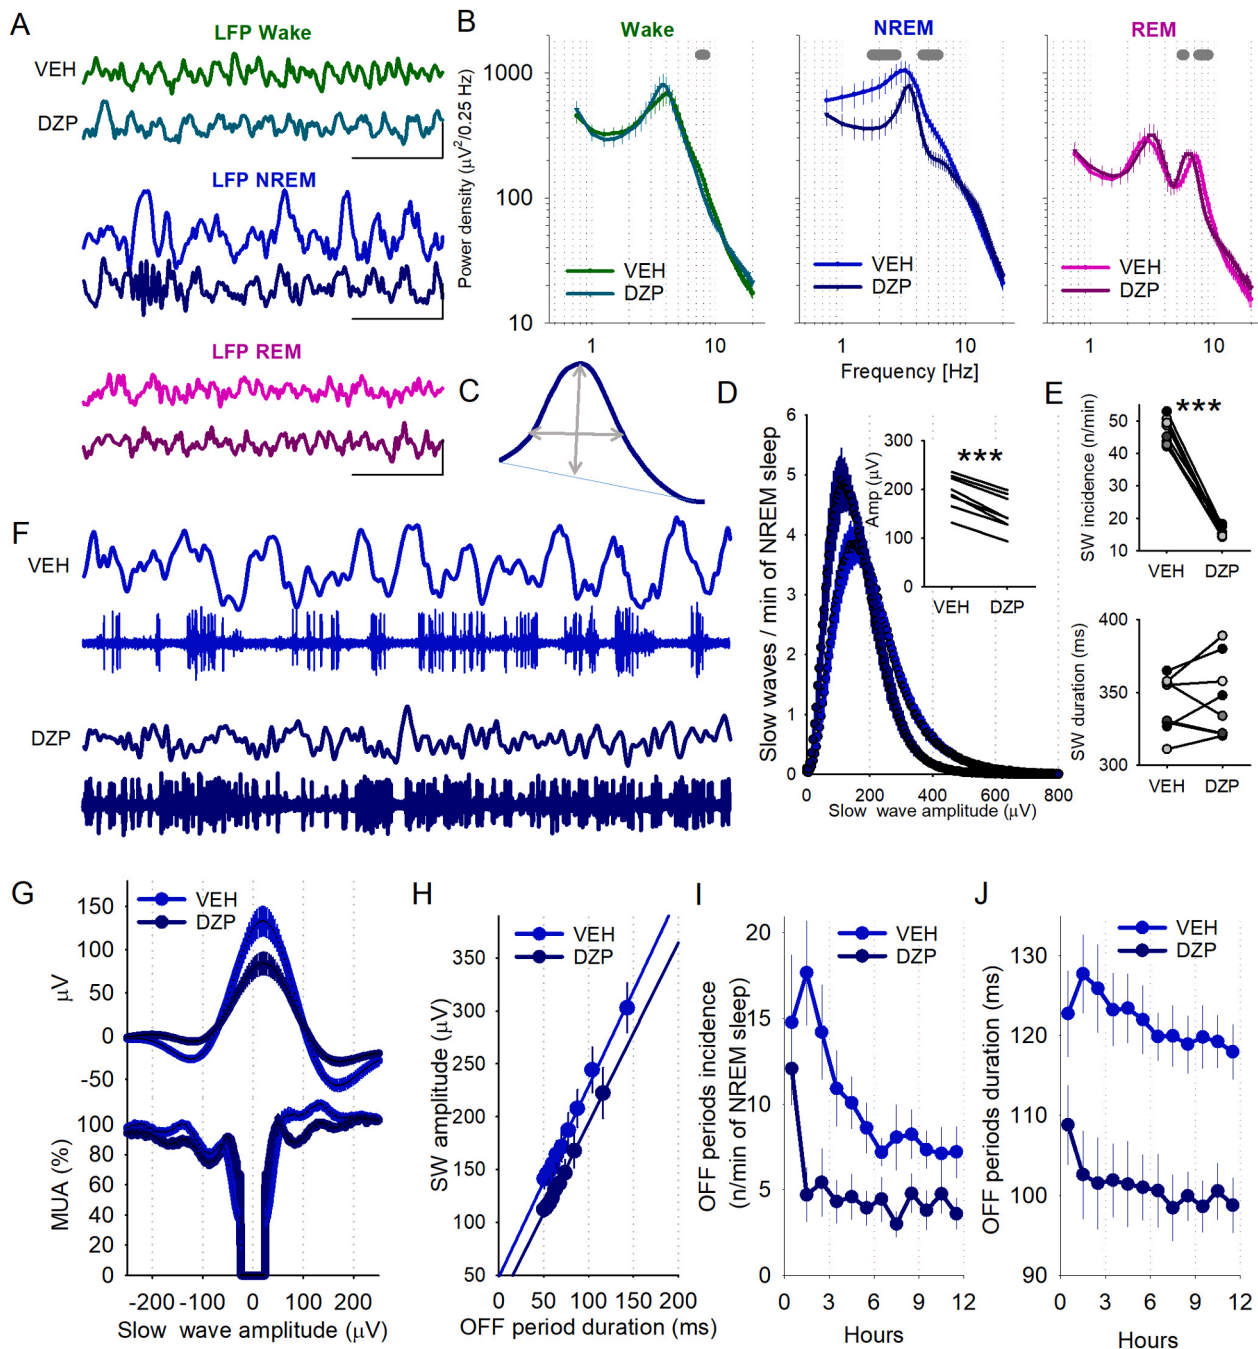 A
LFP Wake
VEH
DZP
LFP NREM
LFP REM
B
Wake
NREM
REM
Power density (µV²/0.25 Hz)
1000
100
10
VEH
DZP
VEH
DZP
VEH
DZP
1 10
1 10
1 10
Frequency [Hz]
C
D
Slow waves / min of NREM sleep
6
5
4
3
2
1
0
0 200 400 600 800
Slow wave amplitude (µV)
Amp (µV)
300
200
100
0
***
VEH DZP
E
SW incidence (n/min)
50
40
30
20
10
***
VEH DZP
SW duration (ms)
400
350
300
VEH DZP
F
VEH
DZP
G
VEH
DZP
µV
150
100
50
0
-50
MUA (%)
100
80
60
40
20
0
-200 -100 0 100 200
Slow wave amplitude (µV)
H
VEH
DZP
SW amplitude (µV)
350
300
250
200
150
100
50
0 50 100 150 200
OFF period duration (ms)
I
VEH
DZP
OFF periods incidence
(n/min of NREM sleep)
20
15
10
5
0
0 3 6 9 12
Hours
J
VEH
DZP
OFF periods duration (ms)
130
120
110
100
90
0 3 6 9 12
Hours